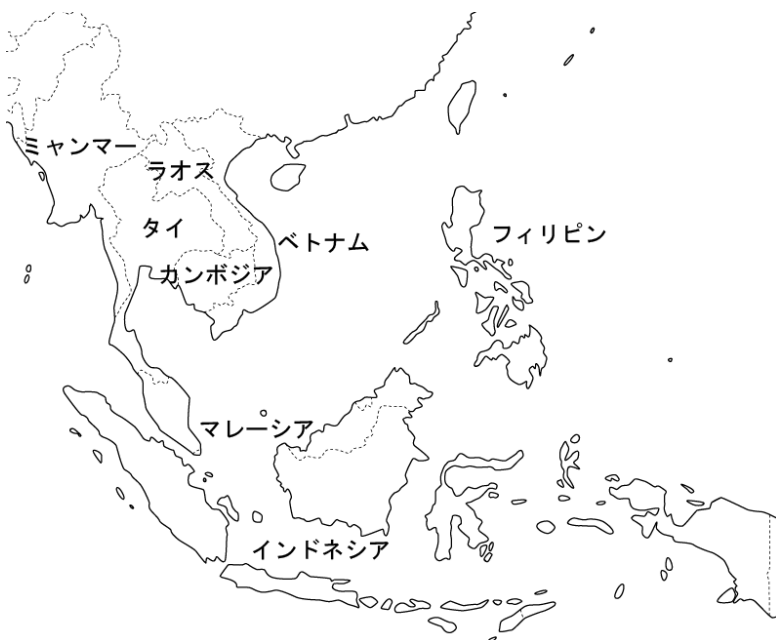 ミャンマー
ラオス
タイ
ベトナム
フィリピン
カンボジア
マレーシア
インドネシア